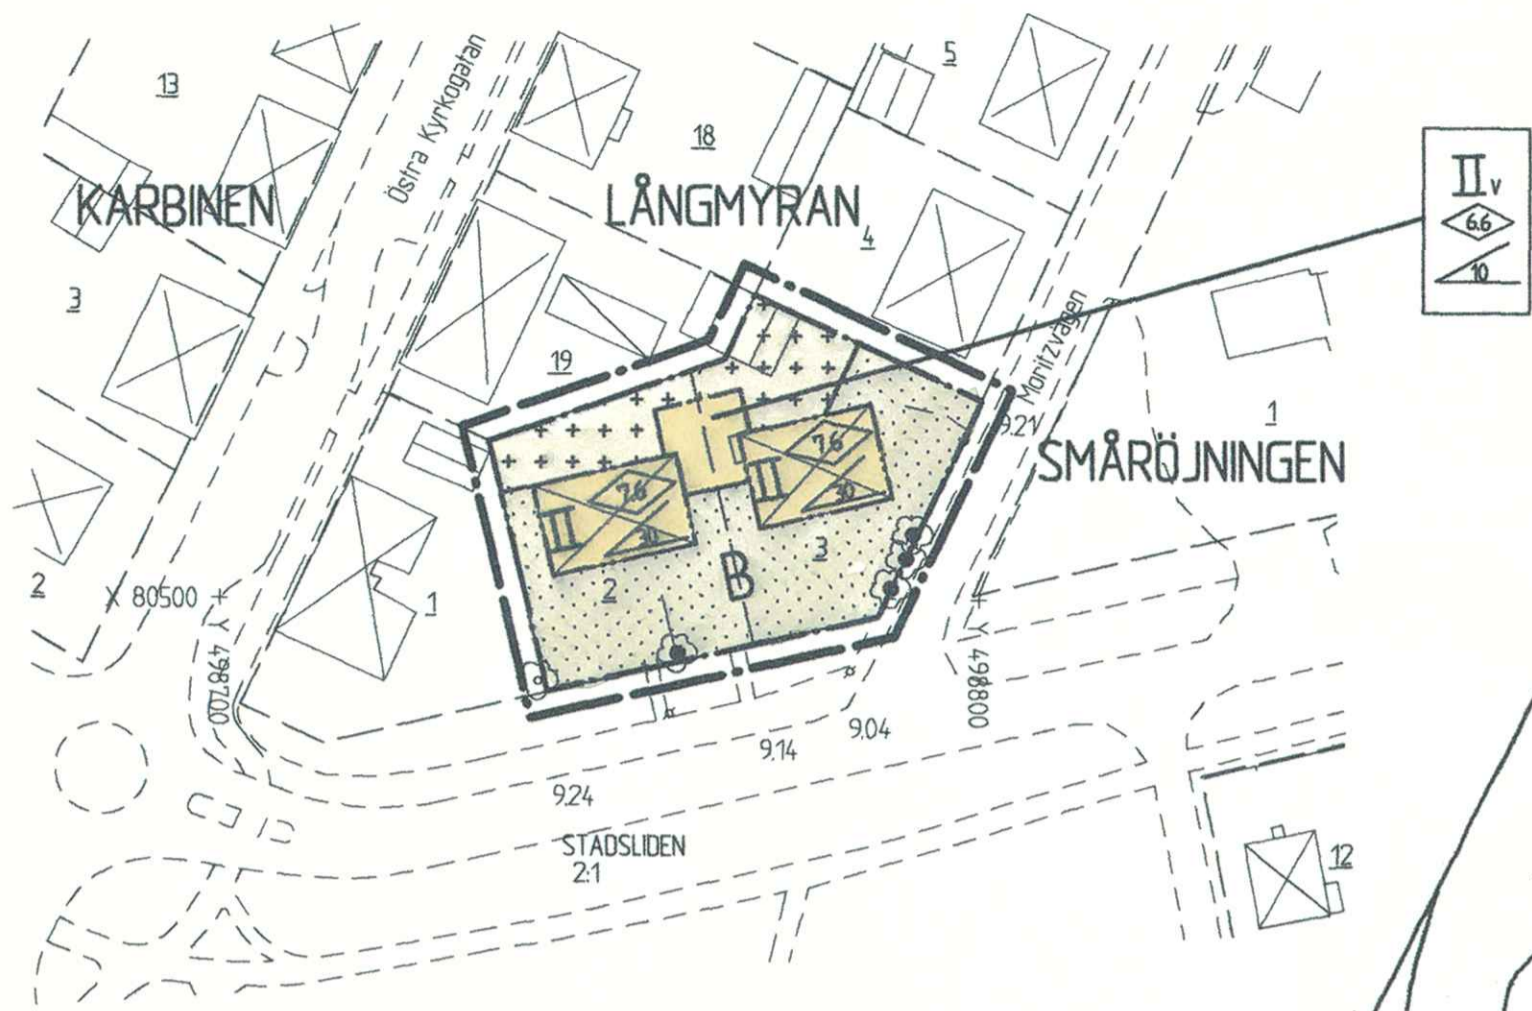 13
5
18
Östra Kyrkogatan
II v
6.6
10
KARBINEN
LÅNGMYRAN
4
3
Moritzvägen
19
9.21
1
SMÅRÖJNINGEN
7.6
II
30
7.6
II
30
2
3
B
2
1
X 80500
Y 498700
Y 498800
9.04
9.14
9.24
STADSLIDEN
2:1
12